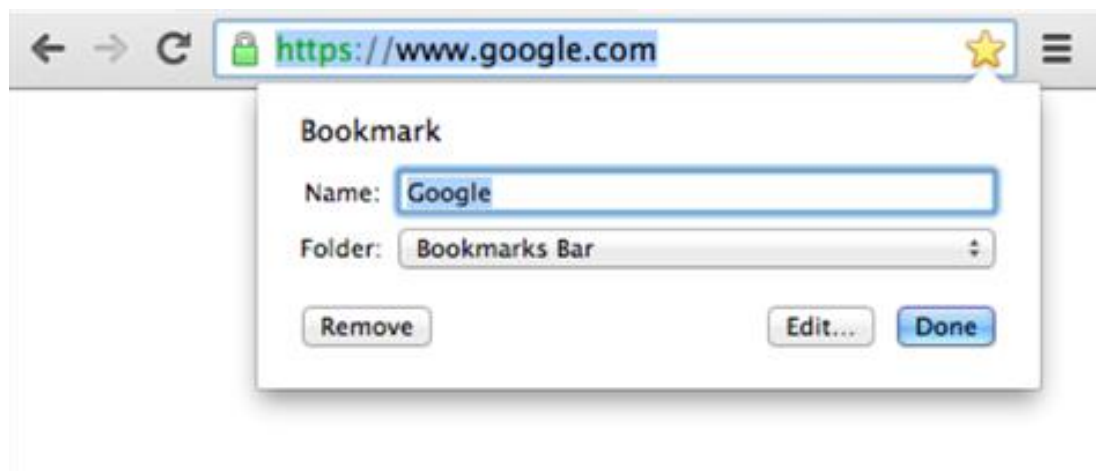 https://www.google.com
Bookmark
Name: Google
Folder: Bookmarks Bar
Remove Edit... Done